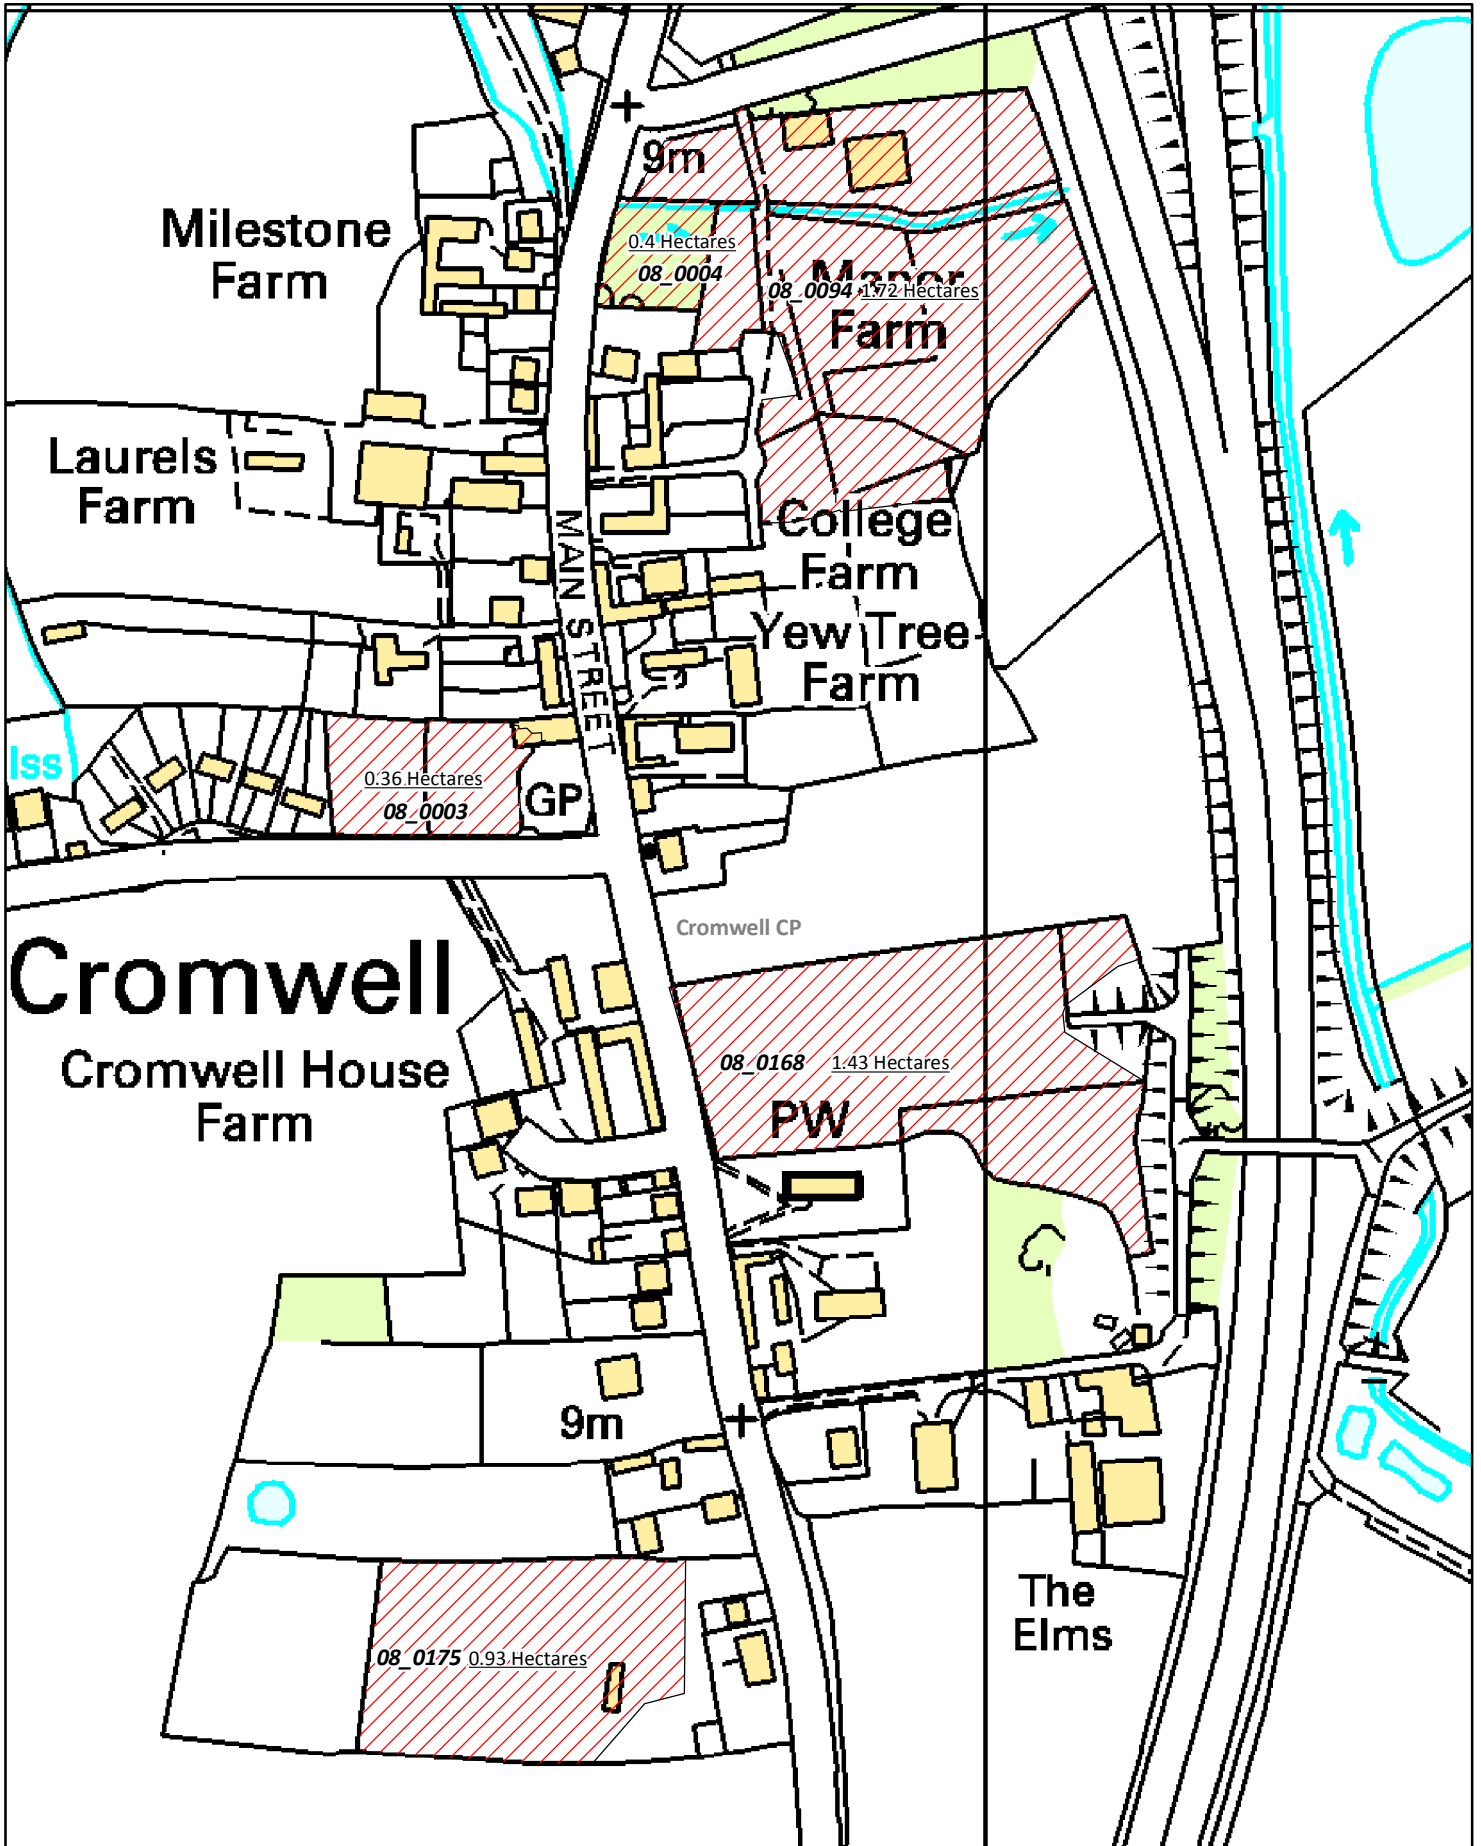 9m
Milestone
Farm
0.4 Hectares
08_0004
08_0094 1.72 Hectares
Manor
Farm
Laurels
Farm
MAIN STREET
College
Farm
Yew Tree
Farm
Iss
0.36 Hectares
08_0003
GP
Cromwell CP
Cromwell
Cromwell House
Farm
08_0168 1.43 Hectares
PW
9m
The
Elms
08_0175 0.93 Hectares